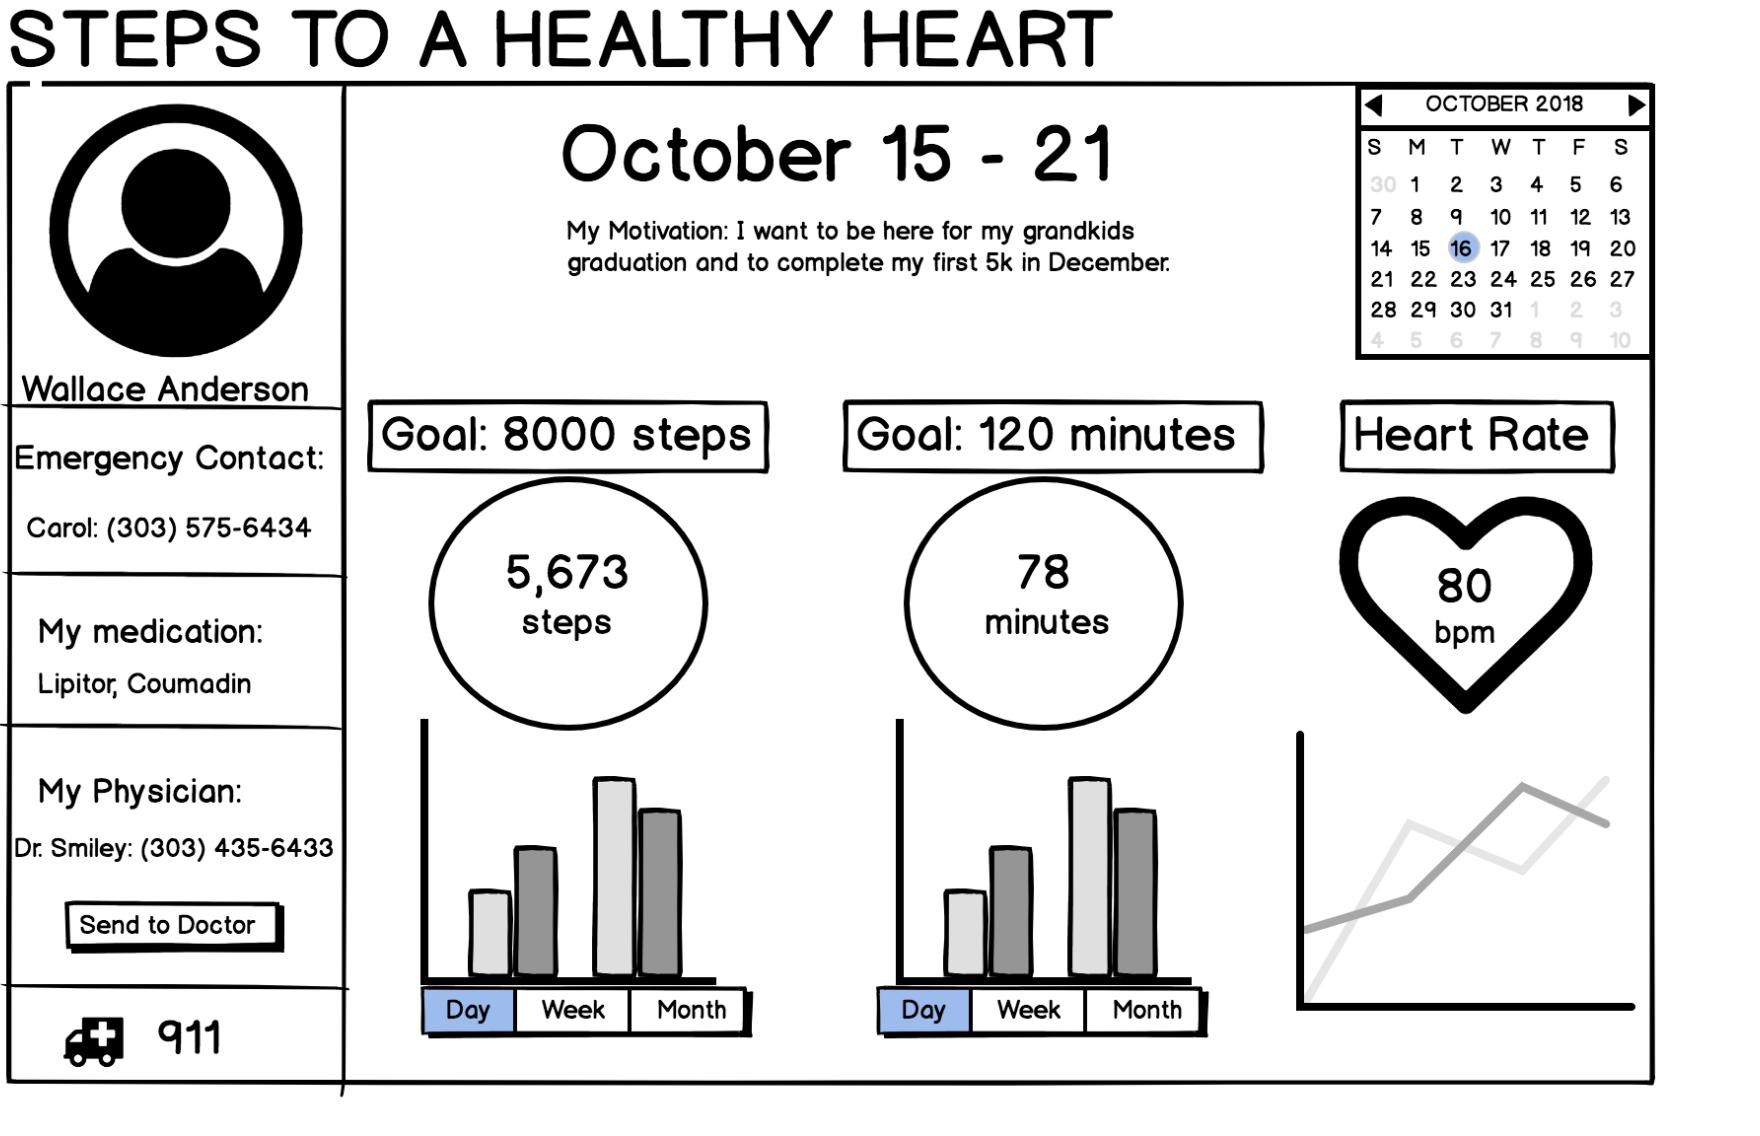 STEPS TO A HEALTHY HEART
Wallace Anderson
Emergency Contact:
Carol: (303) 575-6434
My medication:
Lipitor, Coumadin
My Physician:
Dr. Smiley: (303) 435-6433
Send to Doctor
911
October 15 - 21
My Motivation: I want to be here for my grandkids
graduation and to complete my first 5k in December.
OCTOBER 2018
S M T W T F S
30 1 2 3 4 5 6
7 8 9 10 11 12 13
14 15 16 17 18 19 20
21 22 23 24 25 26 27
28 29 30 31 1 2 3
4 5 6 7 8 9 10
Goal: 8000 steps
5,673
steps
Day Week Month
Goal: 120 minutes
78
minutes
Day Week Month
Heart Rate
80
bpm